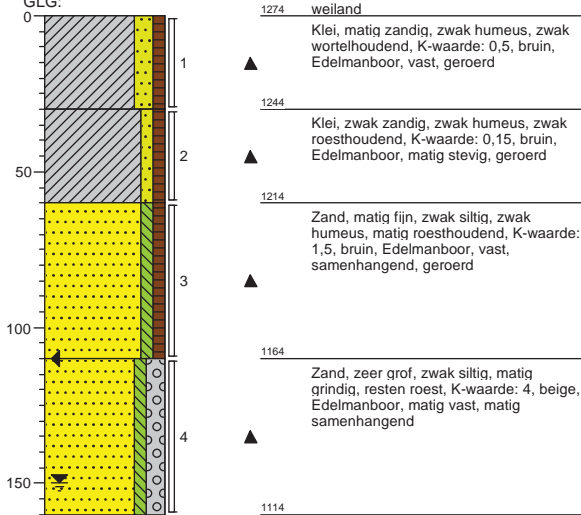 GLG:
0
1274
weiland
Klei, matig zandig, zwak humeus, zwak
wortelhoudend, K-waarde: 0,5, bruin,
Edelmanboor, vast, geroerd
1
1244
Klei, zwak zandig, zwak humeus, zwak
roesthoudend, K-waarde: 0,15, bruin,
Edelmanboor, matig stevig, geroerd
2
50
1214
Zand, matig fijn, zwak siltig, zwak
humeus, matig roesthoudend, K-waarde:
1,5, bruin, Edelmanboor, vast,
samenhangend, geroerd
3
100
1164
Zand, zeer grof, zwak siltig, matig
grindig, resten roest, K-waarde: 4, beige,
Edelmanboor, matig vast, matig
samenhangend
4
150
1114